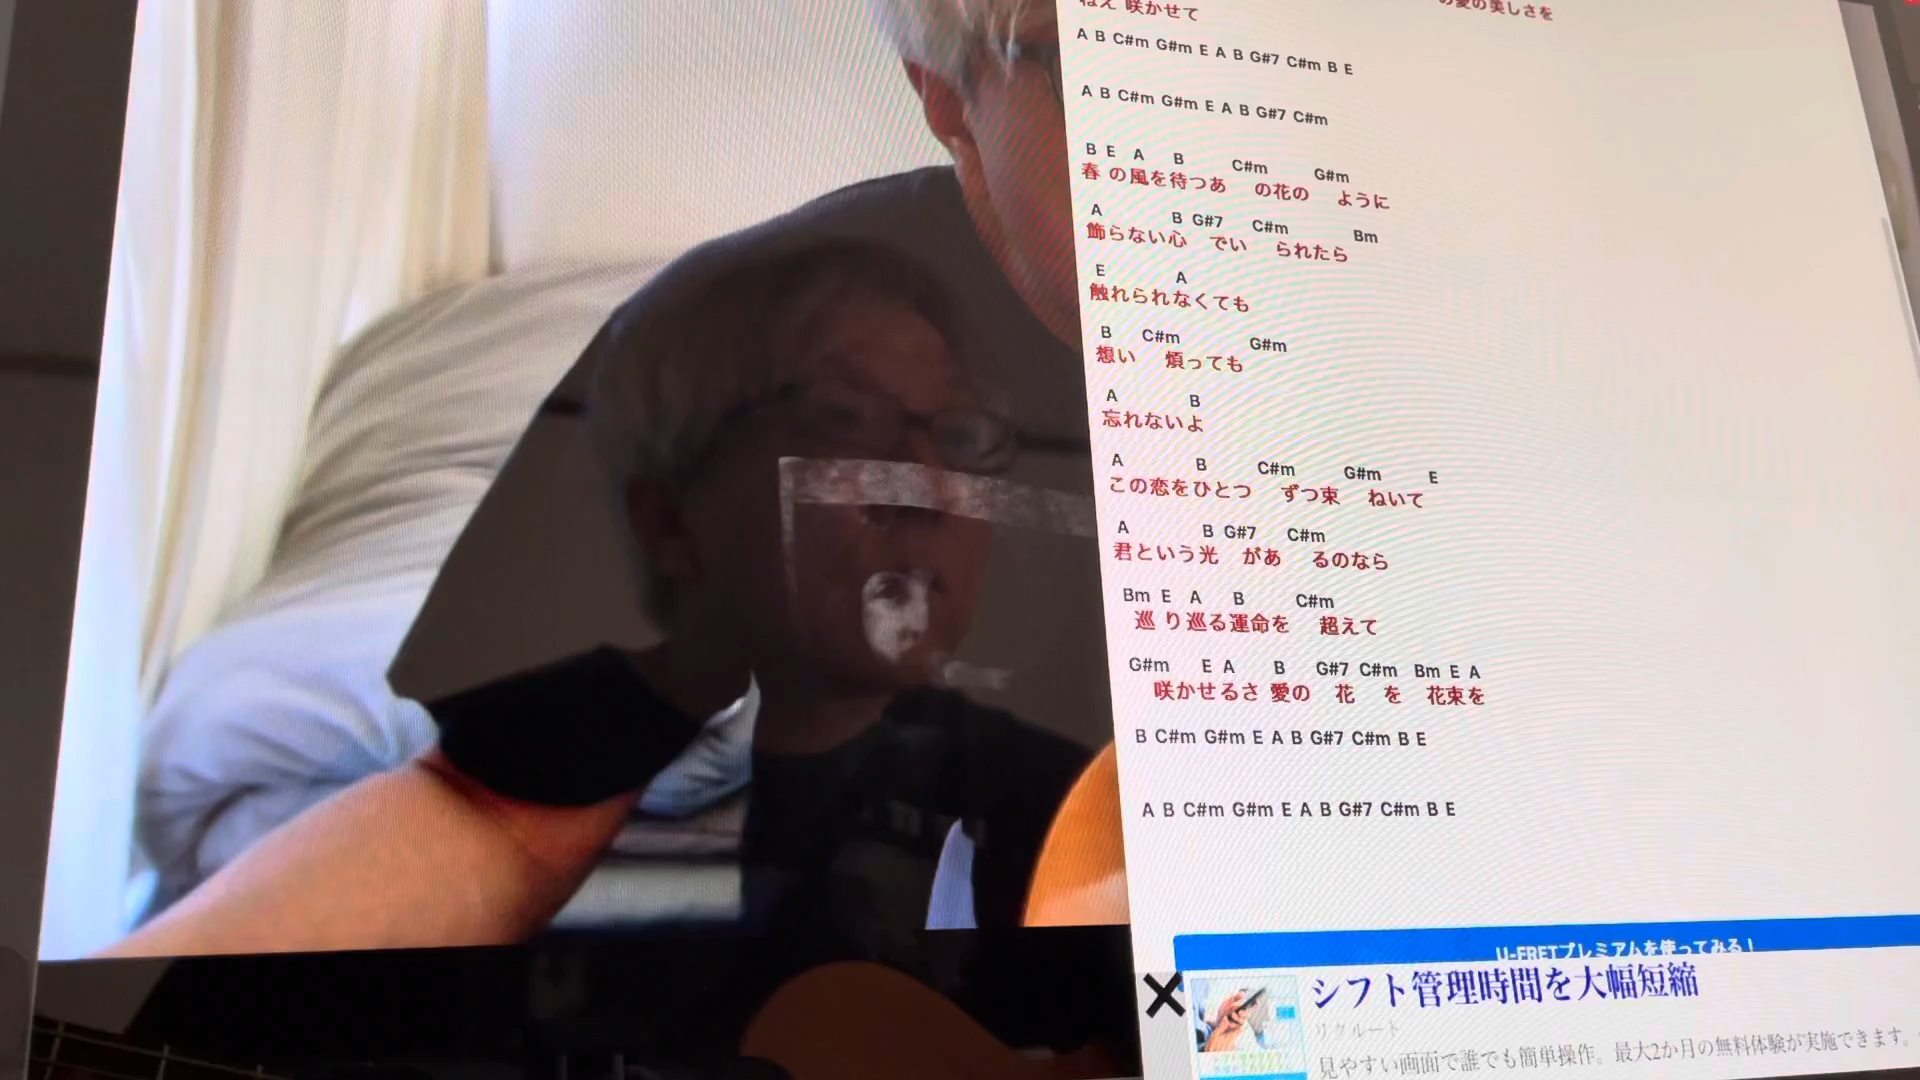 ねえ 咲かせて
の愛の美しさを
A B C#m G#m E A B G#7 C#m B E
A B C#m G#m E A B G#7 C#m
B E A B C#m G#m
春 の風を待つあ の花の ように
A B G#7 C#m Bm
飾らない心 でい られたら
E A
触れられなくても
B C#m G#m
想い 煩っても
A B
忘れないよ
A B C#m G#m E
この恋をひとつ ずつ束 ねいて
A B G#7 C#m
君という光 があ るのなら
Bm E A B C#m
巡 り巡る運命を 超えて
G#m E A B G#7 C#m Bm E A
咲かせるさ 愛の 花 を 花束を
B C#m G#m E A B G#7 C#m B E
A B C#m G#m E A B G#7 C#m B E
U-FRETプレミアムを使ってみる！
シフト管理時間を大幅短縮
リクルート
見やすい画面で誰でも簡単操作。最大2か月の無料体験が実施できます。